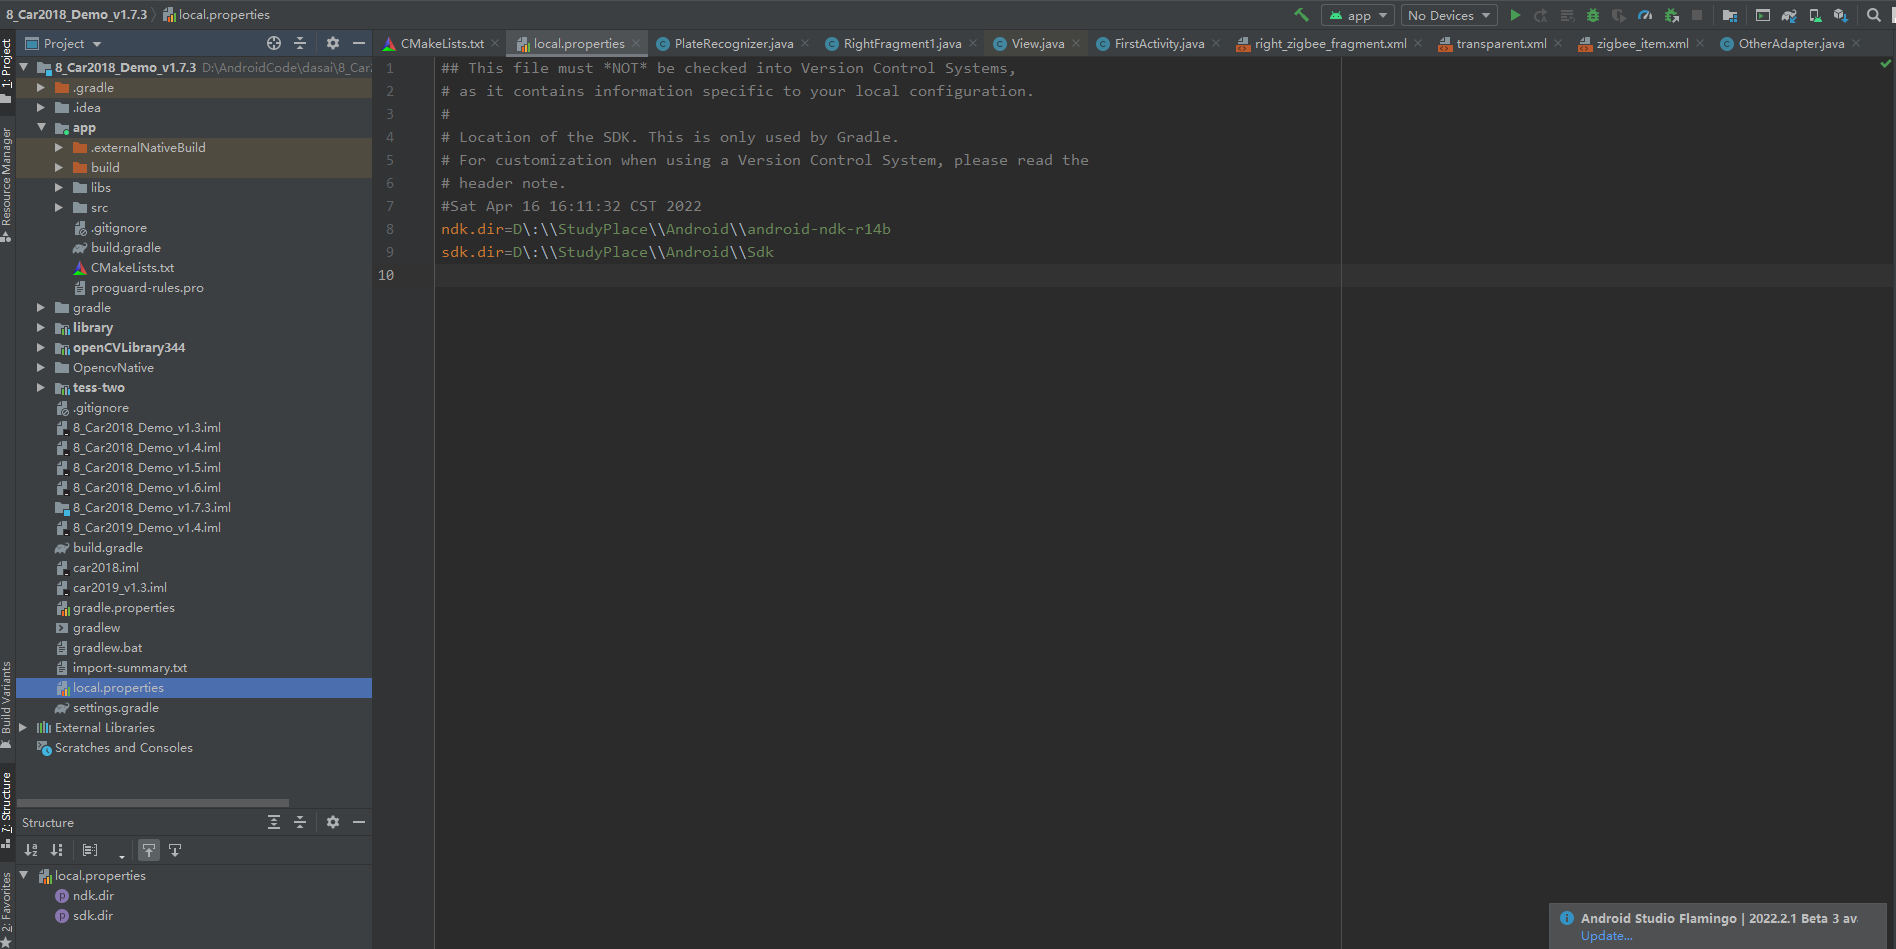 8_Car2018_Demo_v1.7.3
local.properties
app
No Devices
Project
CMakeLists.txt
local.properties
PlateRecognizer.java
RightFragment1.java
View.java
FirstActivity.java
right_zigbee_fragment.xml
transparent.xml
zigbee_item.xml
OtherAdapter.java
1: Project
Resource Manager
Build Variants
7: Structure
2: Favorites
8_Car2018_Demo_v1.7.3 D:\AndroidCode\dasai\8_Car
.gradle
.idea
app
.externalNativeBuild
build
libs
src
.gitignore
build.gradle
CMakeLists.txt
proguard-rules.pro
gradle
library
openCVLibrary344
OpencvNative
tess-two
.gitignore
8_Car2018_Demo_v1.3.iml
8_Car2018_Demo_v1.4.iml
8_Car2018_Demo_v1.5.iml
8_Car2018_Demo_v1.6.iml
8_Car2018_Demo_v1.7.3.iml
8_Car2019_Demo_v1.4.iml
build.gradle
car2018.iml
car2019_v1.3.iml
gradle.properties
gradlew
gradlew.bat
import-summary.txt
local.properties
settings.gradle
External Libraries
Scratches and Consoles
1 ## This file must *NOT* be checked into Version Control Systems,
2 # as it contains information specific to your local configuration.
3 #
4 # Location of the SDK. This is only used by Gradle.
5 # For customization when using a Version Control System, please read the
6 # header note.
7 #Sat Apr 16 16:11:32 CST 2022
8 ndk.dir=D\:\\StudyPlace\\Android\\android-ndk-r14b
9 sdk.dir=D\:\\StudyPlace\\Android\\Sdk
10
Structure
local.properties
p ndk.dir
p sdk.dir
Android Studio Flamingo | 2022.2.1 Beta 3 av
Update...